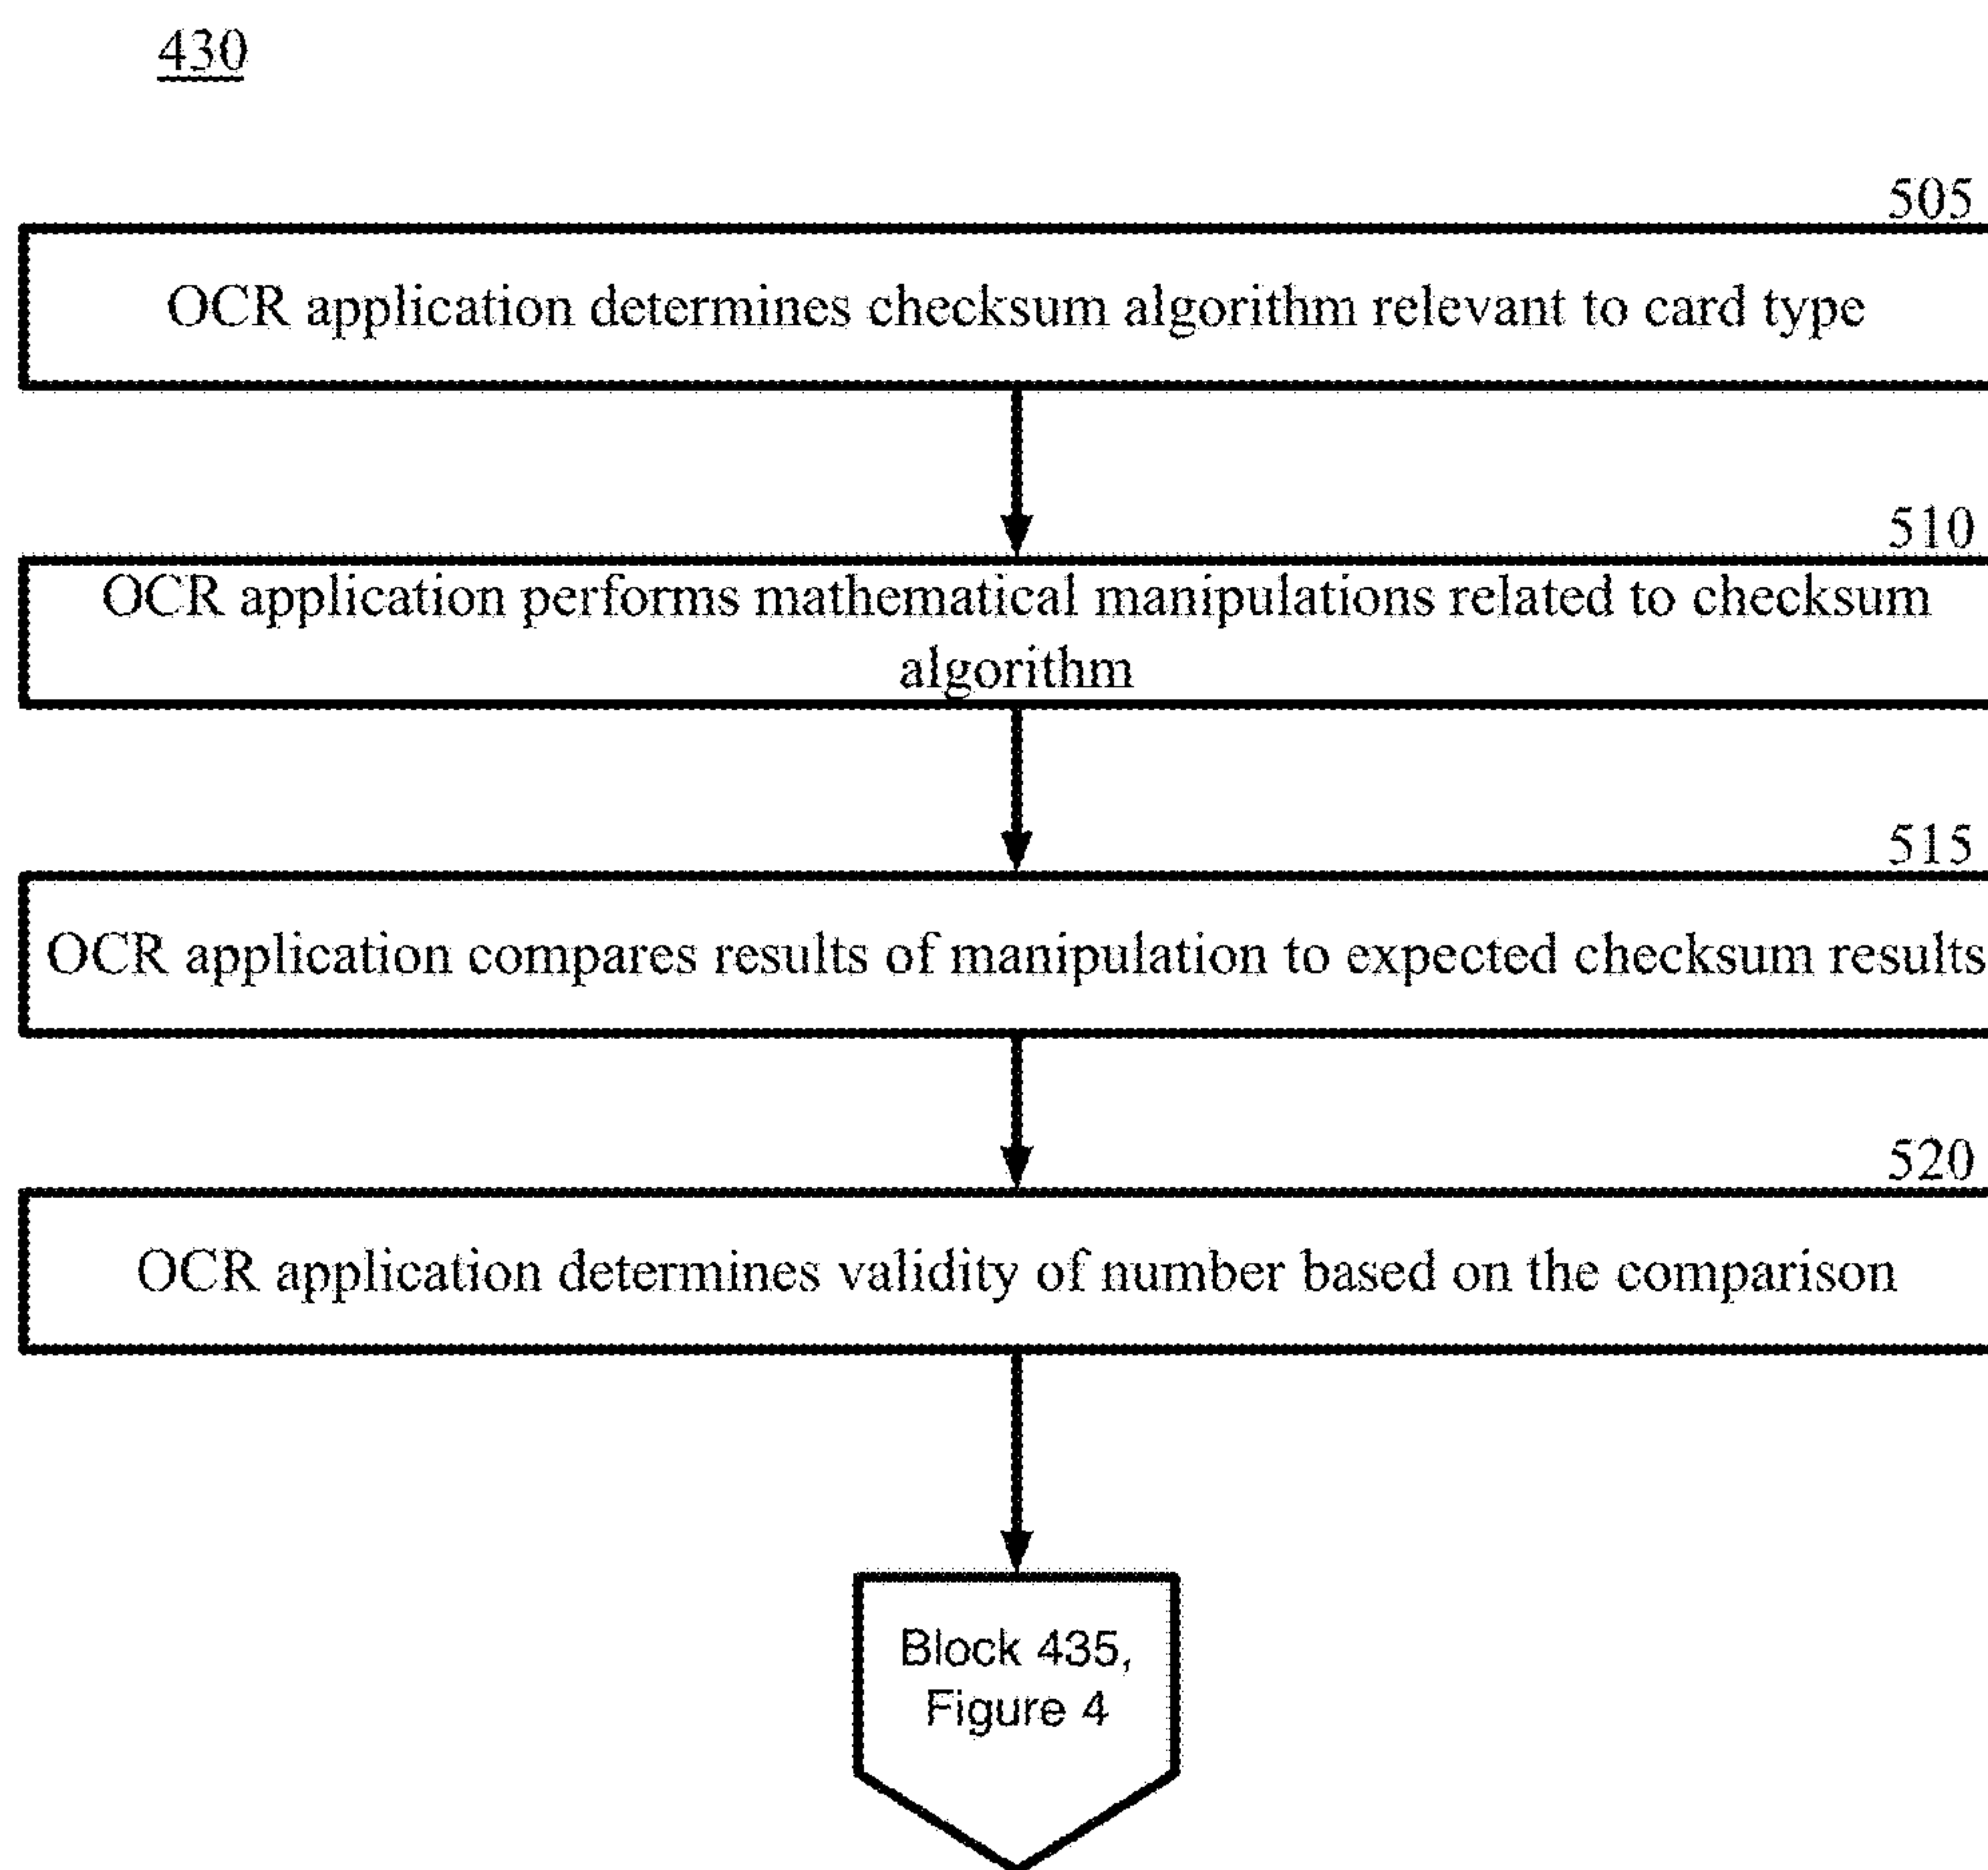 430
505
OCR application determines checksum algorithm relevant to card type
510
OCR application performs mathematical manipulations related to checksum
algorithm
515
OCR application compares results of manipulation to expected checksum results
520
OCR application determines validity of number based on the comparison
Block 435,
Figure 4